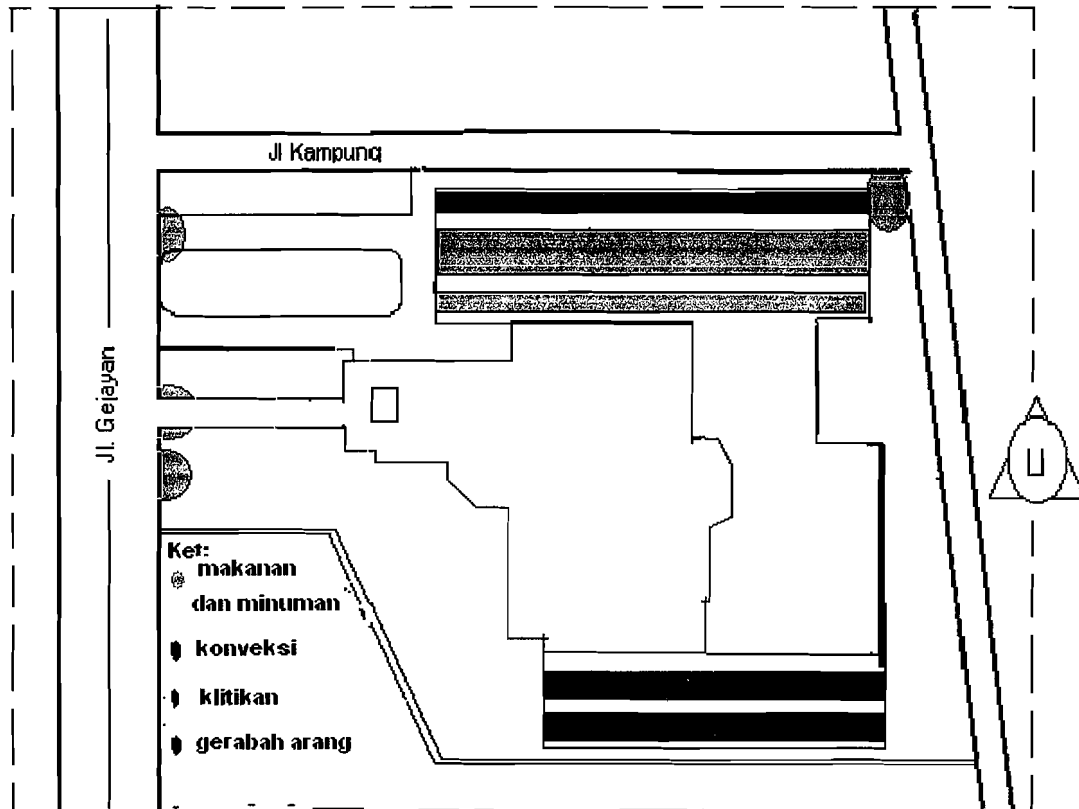 Jl Kampung
Jl. Gejayan
U
Ket:
makanan
dan minuman
konveksi
klitikan
gerabah arang